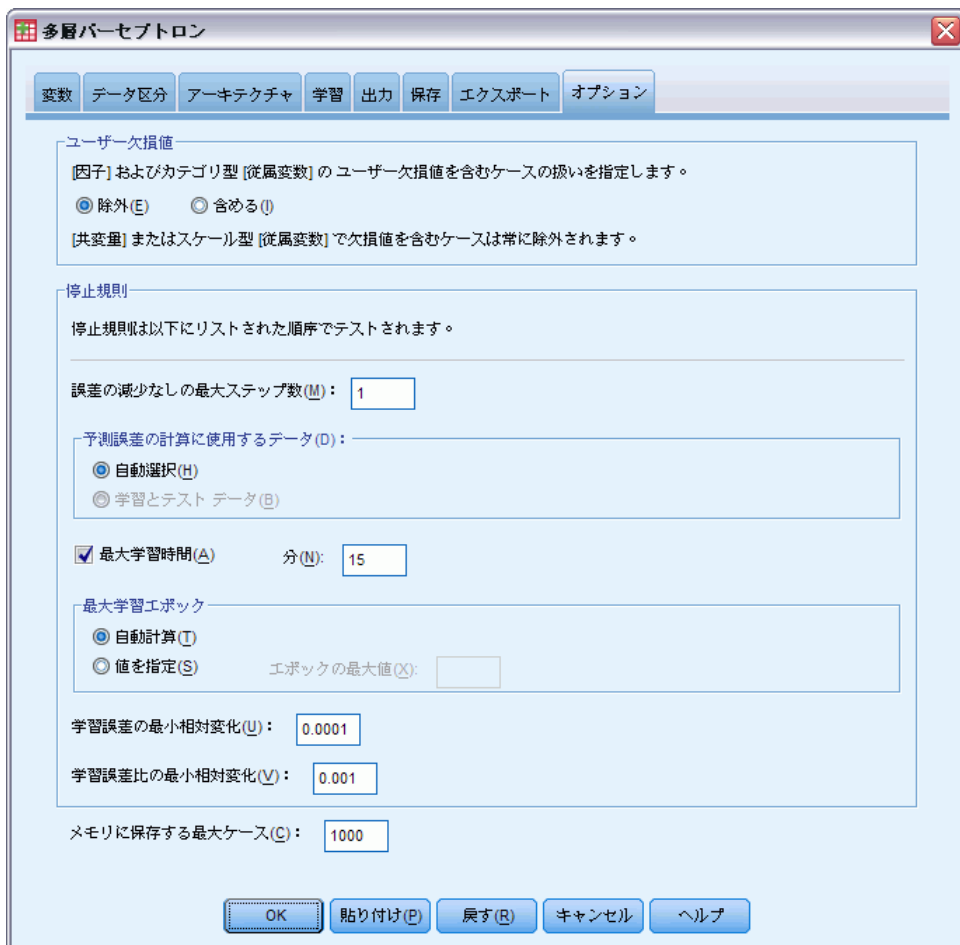 多層パーセプトロン
変数 データ区分 アーキテクチャ 学習 出力 保存 エクスポート オプション
ユーザー欠損値
[因子] およびカテゴリ型 [従属変数] の ユーザー欠損値を含むケースの扱いを指定します。
除外(E) 含める(I)
[共変量] またはスケール型 [従属変数] で欠損値を含むケースは常に除外されます。
停止規則
停止規則は以下にリストされた順序でテストされます。
誤差の減少なしの最大ステップ数(M): 1
予測誤差の計算に使用するデータ(D):
自動選択(H)
学習とテスト データ(B)
最大学習時間(A) 分(N): 15
最大学習エポック
自動計算(T)
値を指定(S) エポックの最大値(X):
学習誤差の最小相対変化(U): 0.0001
学習誤差比の最小相対変化(V): 0.001
メモリに保存する最大ケース(C): 1000
OK 貼り付け(P) 戻す(R) キャンセル ヘルプ